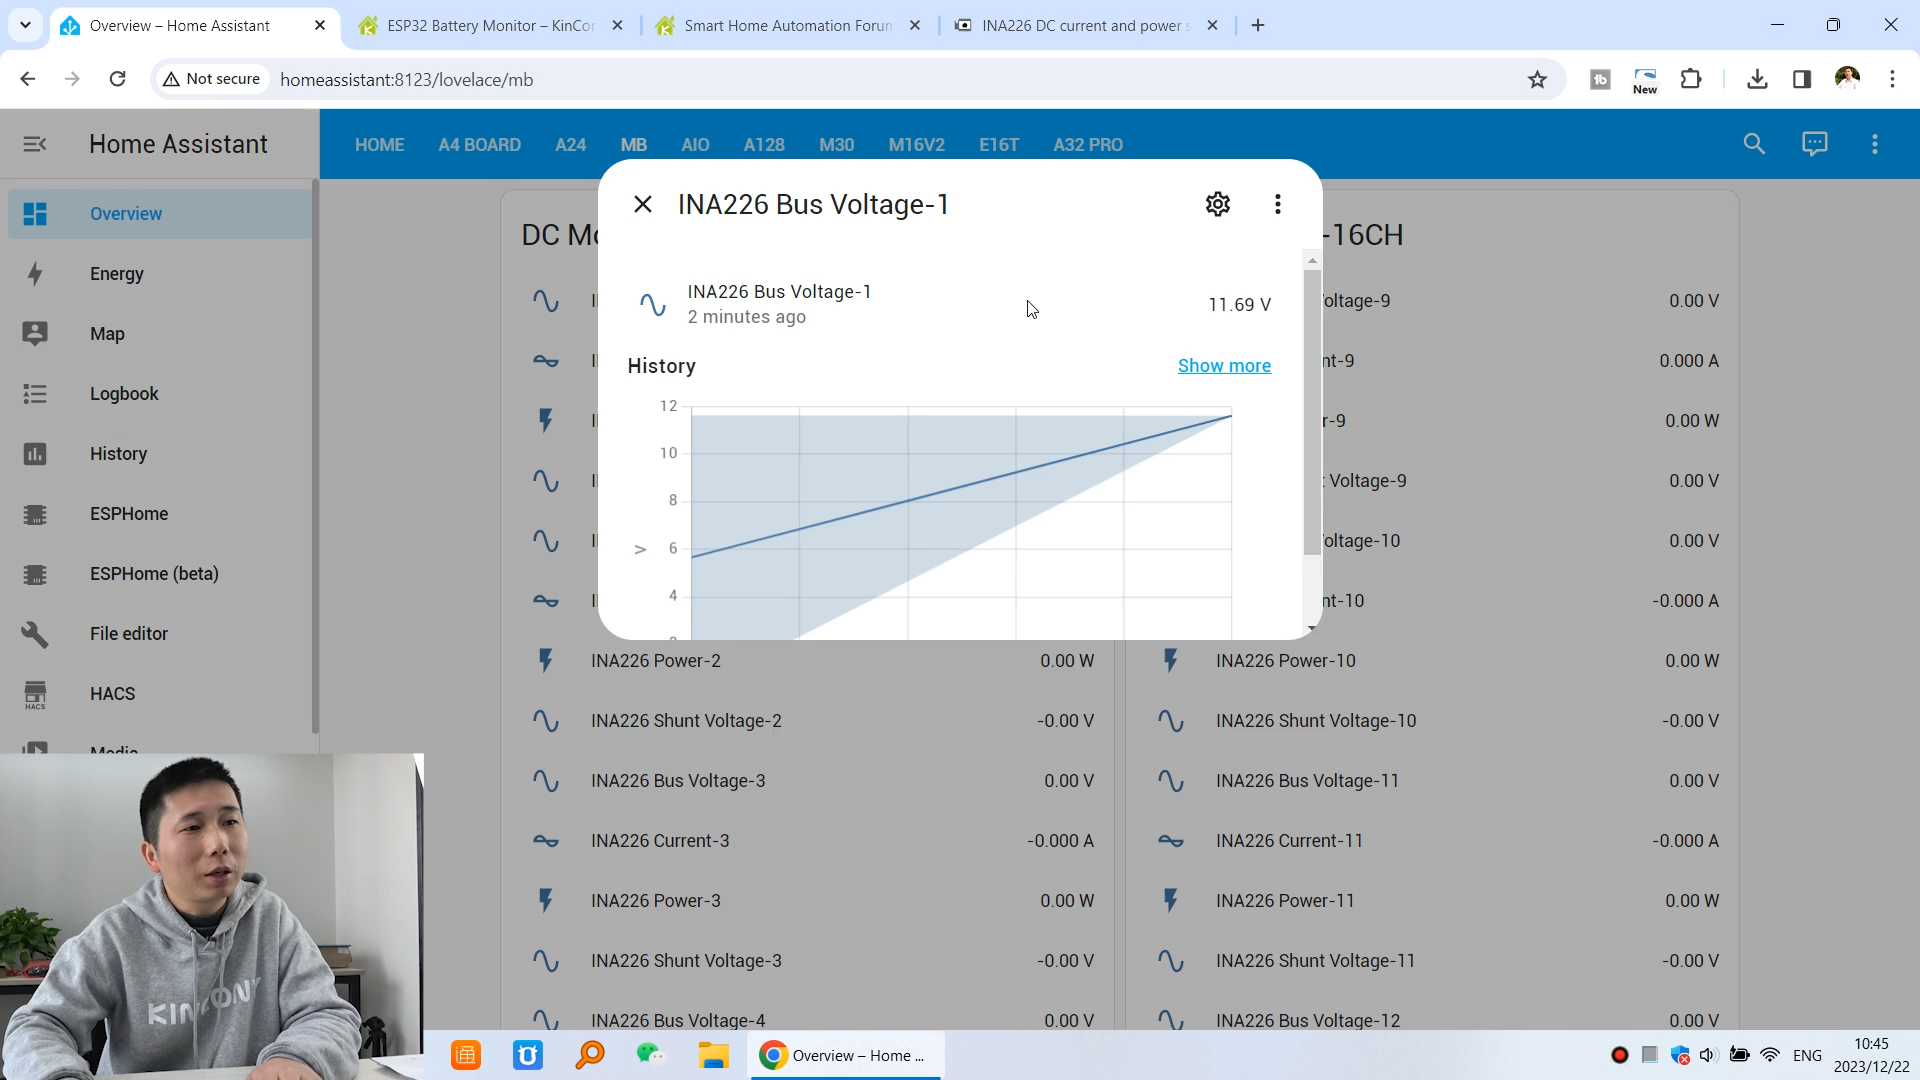 Overview – Home Assistant
ESP32 Battery Monitor – KinCon
Smart Home Automation Forum
INA226 DC current and power s
Not secure
homeassistant:8123/lovelace/mb
New
Home Assistant
HOME
A4 BOARD
A24
MB
AIO
A128
M30
M16V2
E16T
A32 PRO
Overview
Energy
Map
Logbook
History
ESPHome
ESPHome (beta)
File editor
HACS
HACS
Media
DC Mo
-16CH
INA226 Bus Voltage-1
INA226 Bus Voltage-1
2 minutes ago
11.69 V
History
Show more
12
10
8
6
4
V
oltage-9
0.00 V
nt-9
0.000 A
r-9
0.00 W
t Voltage-9
0.00 V
oltage-10
0.00 V
nt-10
-0.000 A
INA226 Power-2
0.00 W
INA226 Power-10
0.00 W
INA226 Shunt Voltage-2
-0.00 V
INA226 Shunt Voltage-10
-0.00 V
INA226 Bus Voltage-3
0.00 V
INA226 Bus Voltage-11
0.00 V
INA226 Current-3
-0.000 A
INA226 Current-11
-0.000 A
INA226 Power-3
0.00 W
INA226 Power-11
0.00 W
INA226 Shunt Voltage-3
-0.00 V
INA226 Shunt Voltage-11
-0.00 V
INA226 Bus Voltage-4
0.00 V
INA226 Bus Voltage-12
0.00 V
KINCONY
Overview – Home ...
ENG
10:45
2023/12/22